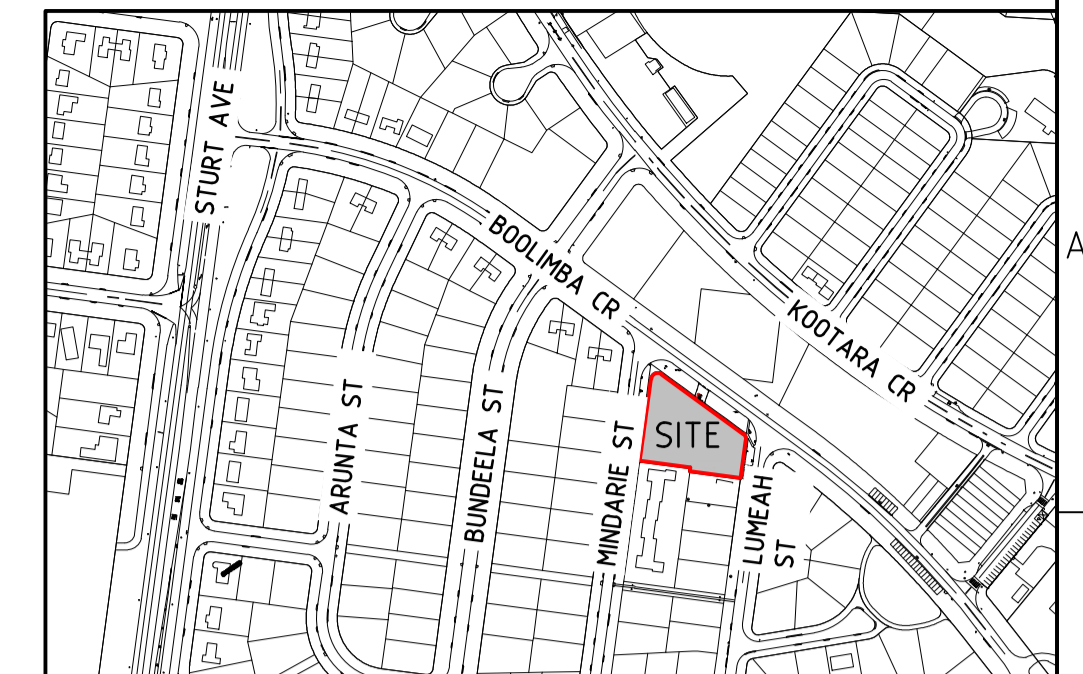 STURT AVE
BOOLIMBA CR
KOOTARA CR
A
ARUNTA ST
BUNDEELA ST
MINDARIE ST
SITE
LUMEAH
ST